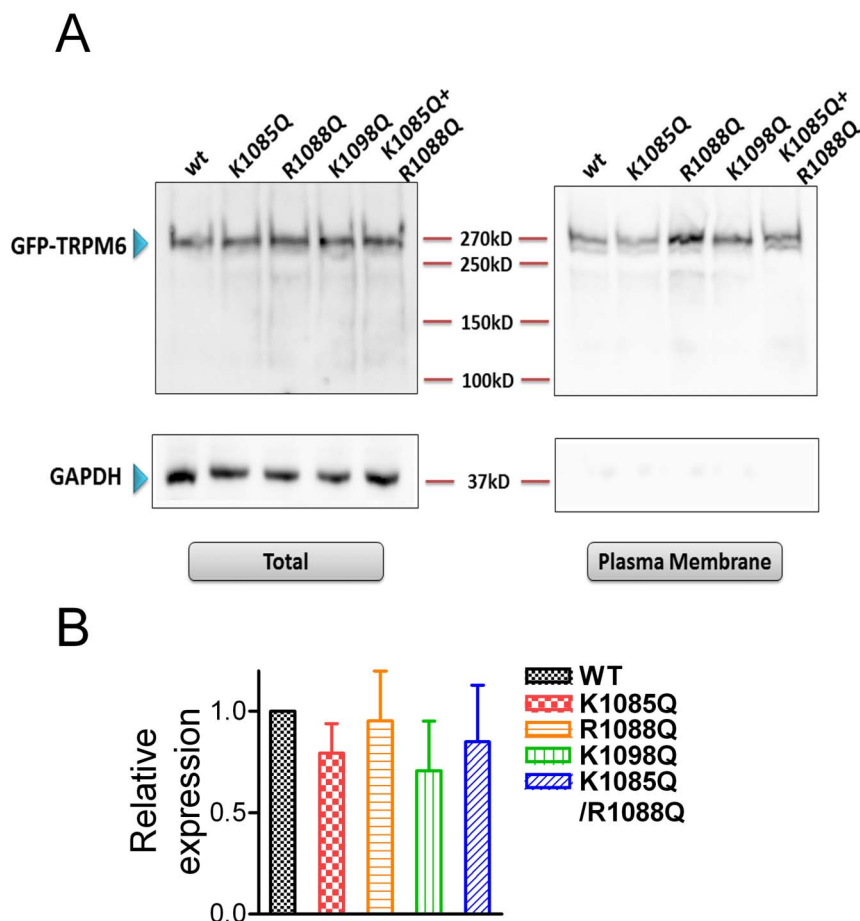 A
wt K1085Q R1088Q K1098Q K1085Q+
R1088Q
wt K1085Q R1088Q K1098Q K1085Q+
R1088Q
GFP-TRPM6
270kD
250kD
150kD
100kD
GAPDH
37kD
Total
Plasma Membrane
B
Relative
expression
1.0
0.5
0.0
WT
K1085Q
R1088Q
K1098Q
K1085Q
/R1088Q